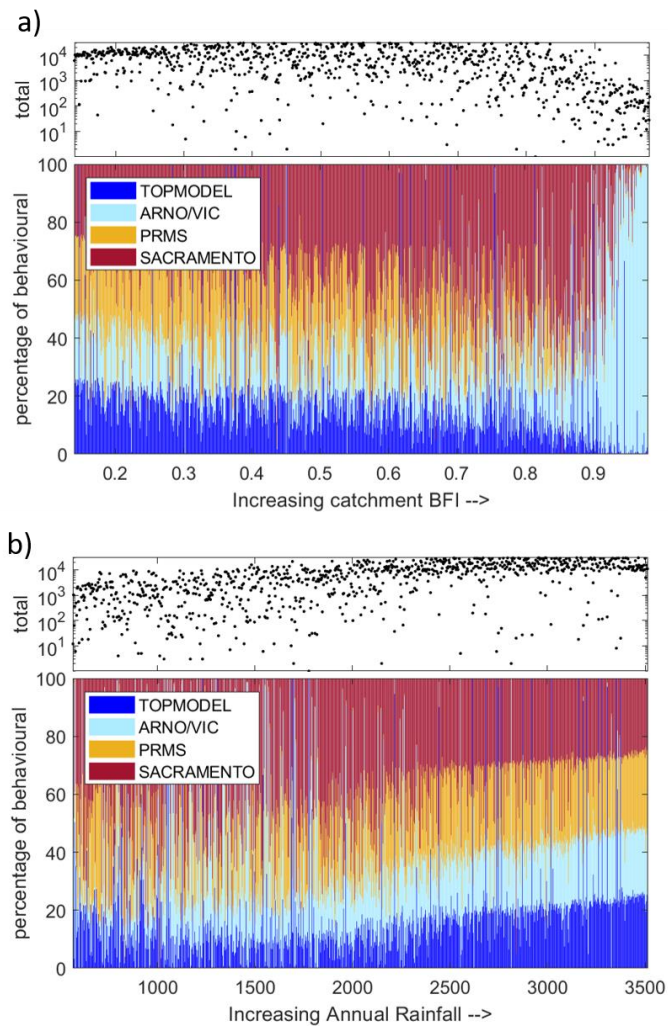 a)
total
10^4
10^3
10^2
10^1
percentage of behavioural
100
80
60
40
20
0
TOPMODEL
ARNO/VIC
PRMS
SACRAMENTO
0.2 0.3 0.4 0.5 0.6 0.7 0.8 0.9
Increasing catchment BFI -->
b)
total
10^4
10^3
10^2
10^1
percentage of behavioural
100
80
60
40
20
0
TOPMODEL
ARNO/VIC
PRMS
SACRAMENTO
1000 1500 2000 2500 3000 3500
Increasing Annual Rainfall -->